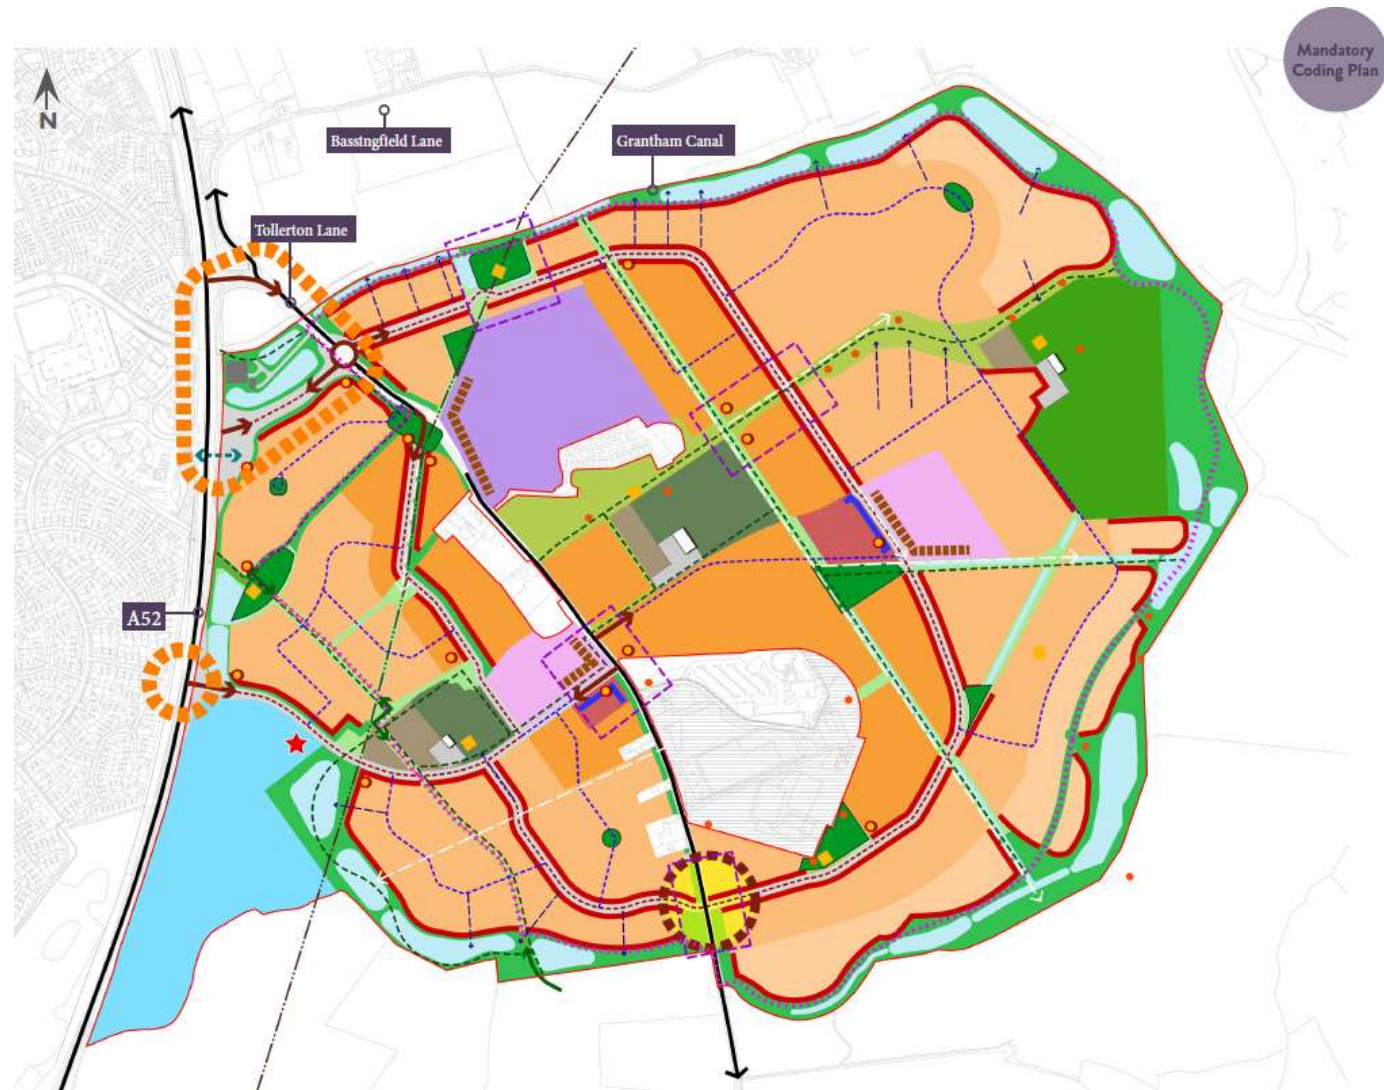 Mandatory
Coding Plan
N
Bassingfield Lane
Grantham Canal
Tollerton Lane
A52